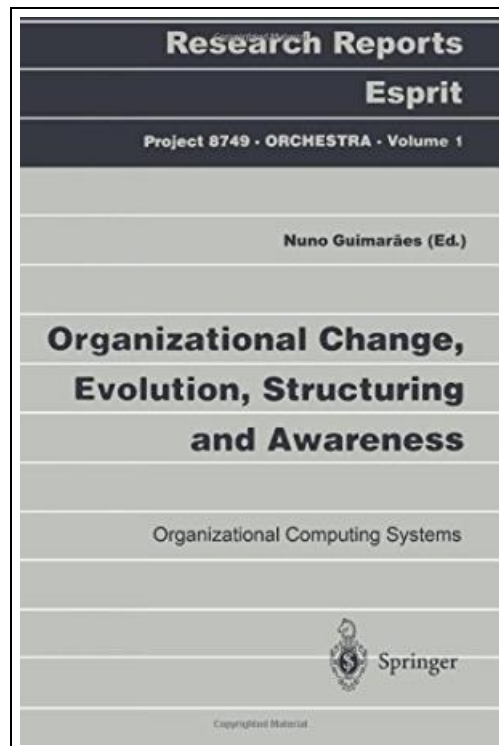 Research Reports
Esprit
Project 8749 · ORCHESTRA · Volume 1
Nuno Guimarães (Ed.)
Organizational Change,
Evolution, Structuring
and Awareness
Organizational Computing Systems
Springer
Copyrighted Material